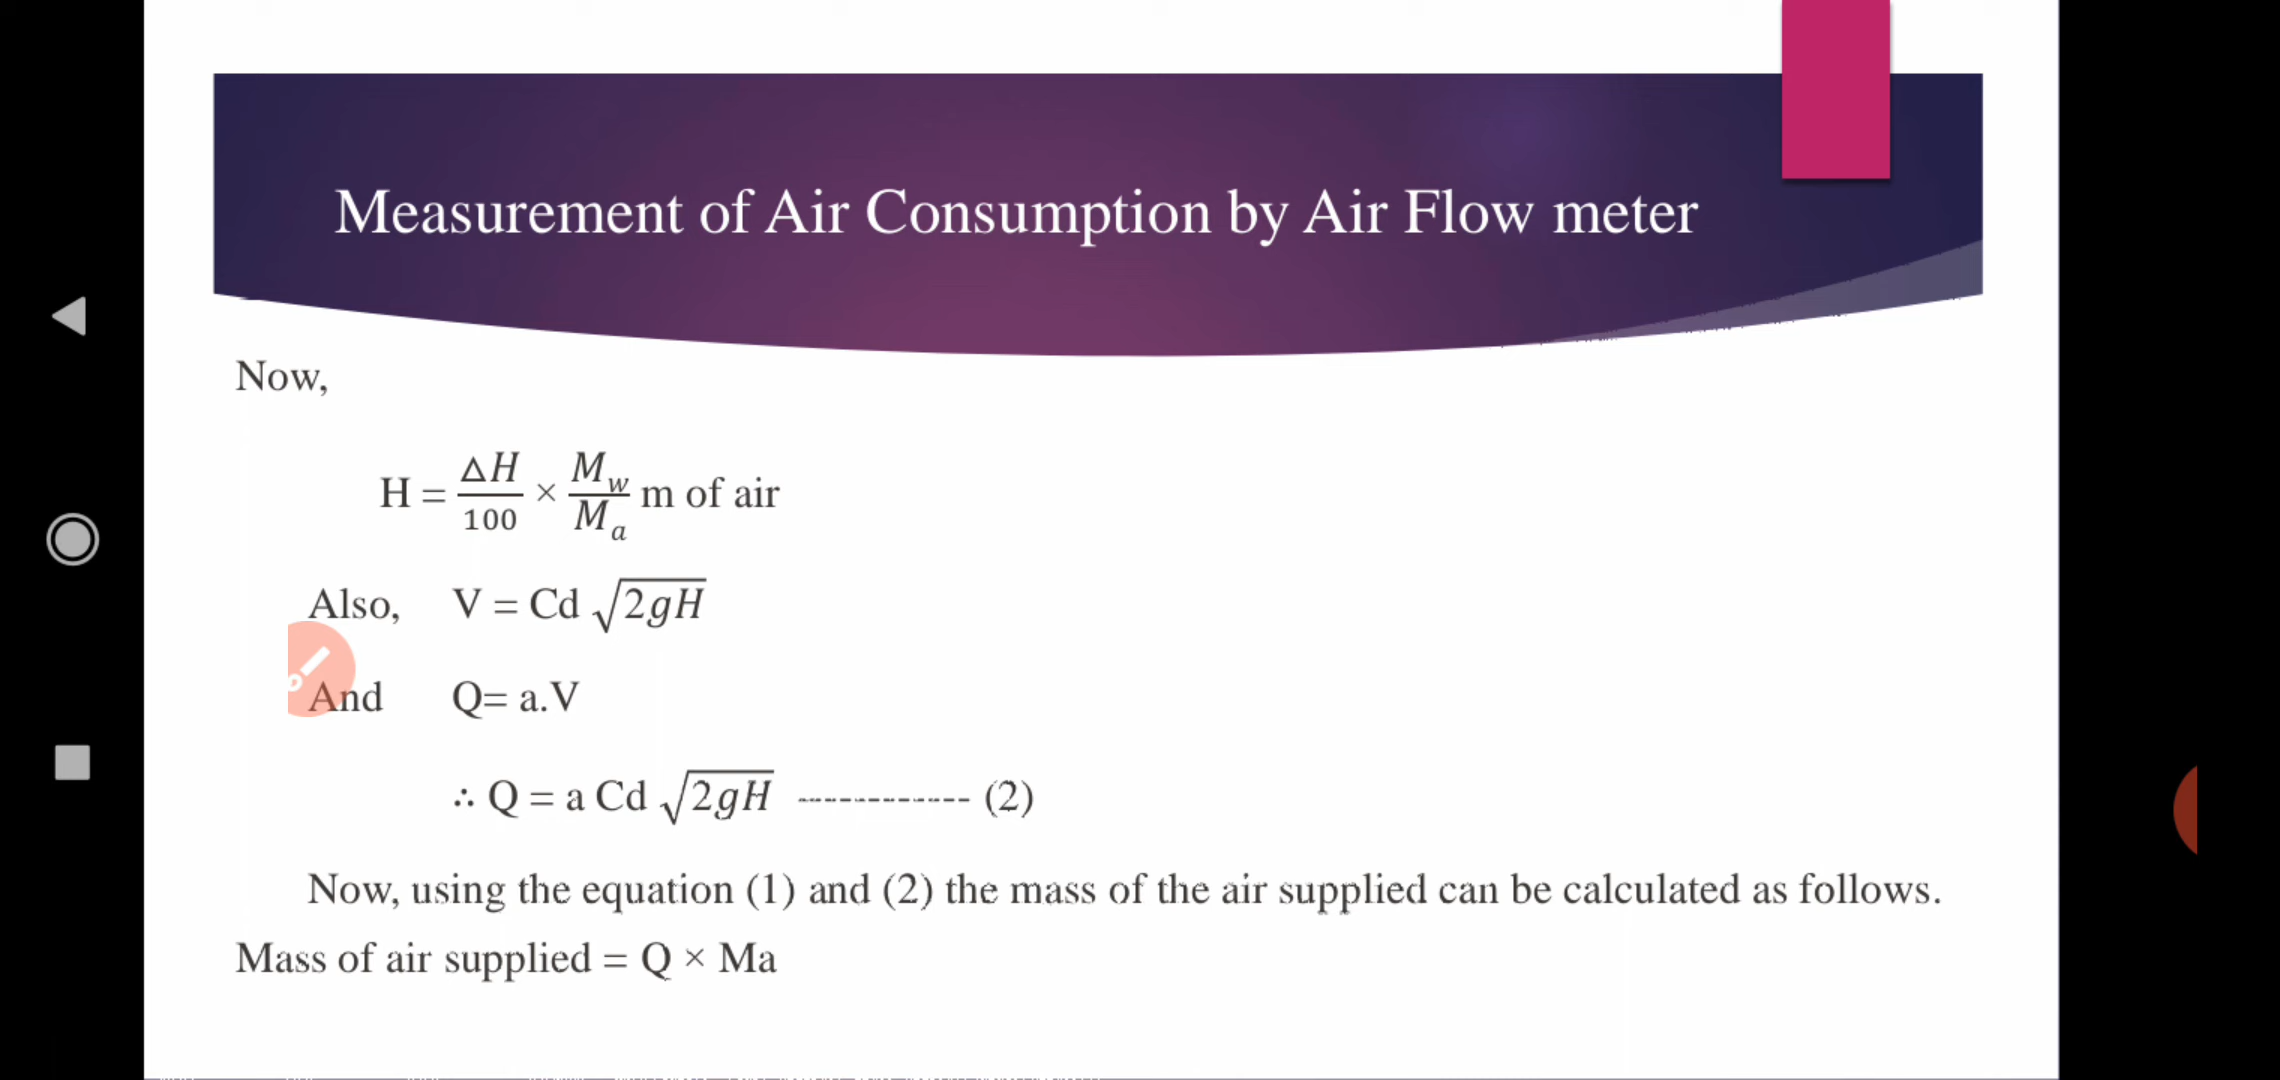 Measurement of Air Consumption by Air Flow meter
Now,
H = △H/100 × M_w/M_a m of air
Also, V = Cd √2gH
And Q= a.V
∴ Q = a Cd √2gH ------------ (2)
Now, using the equation (1) and (2) the mass of the air supplied can be calculated as follows.
Mass of air supplied = Q × Ma